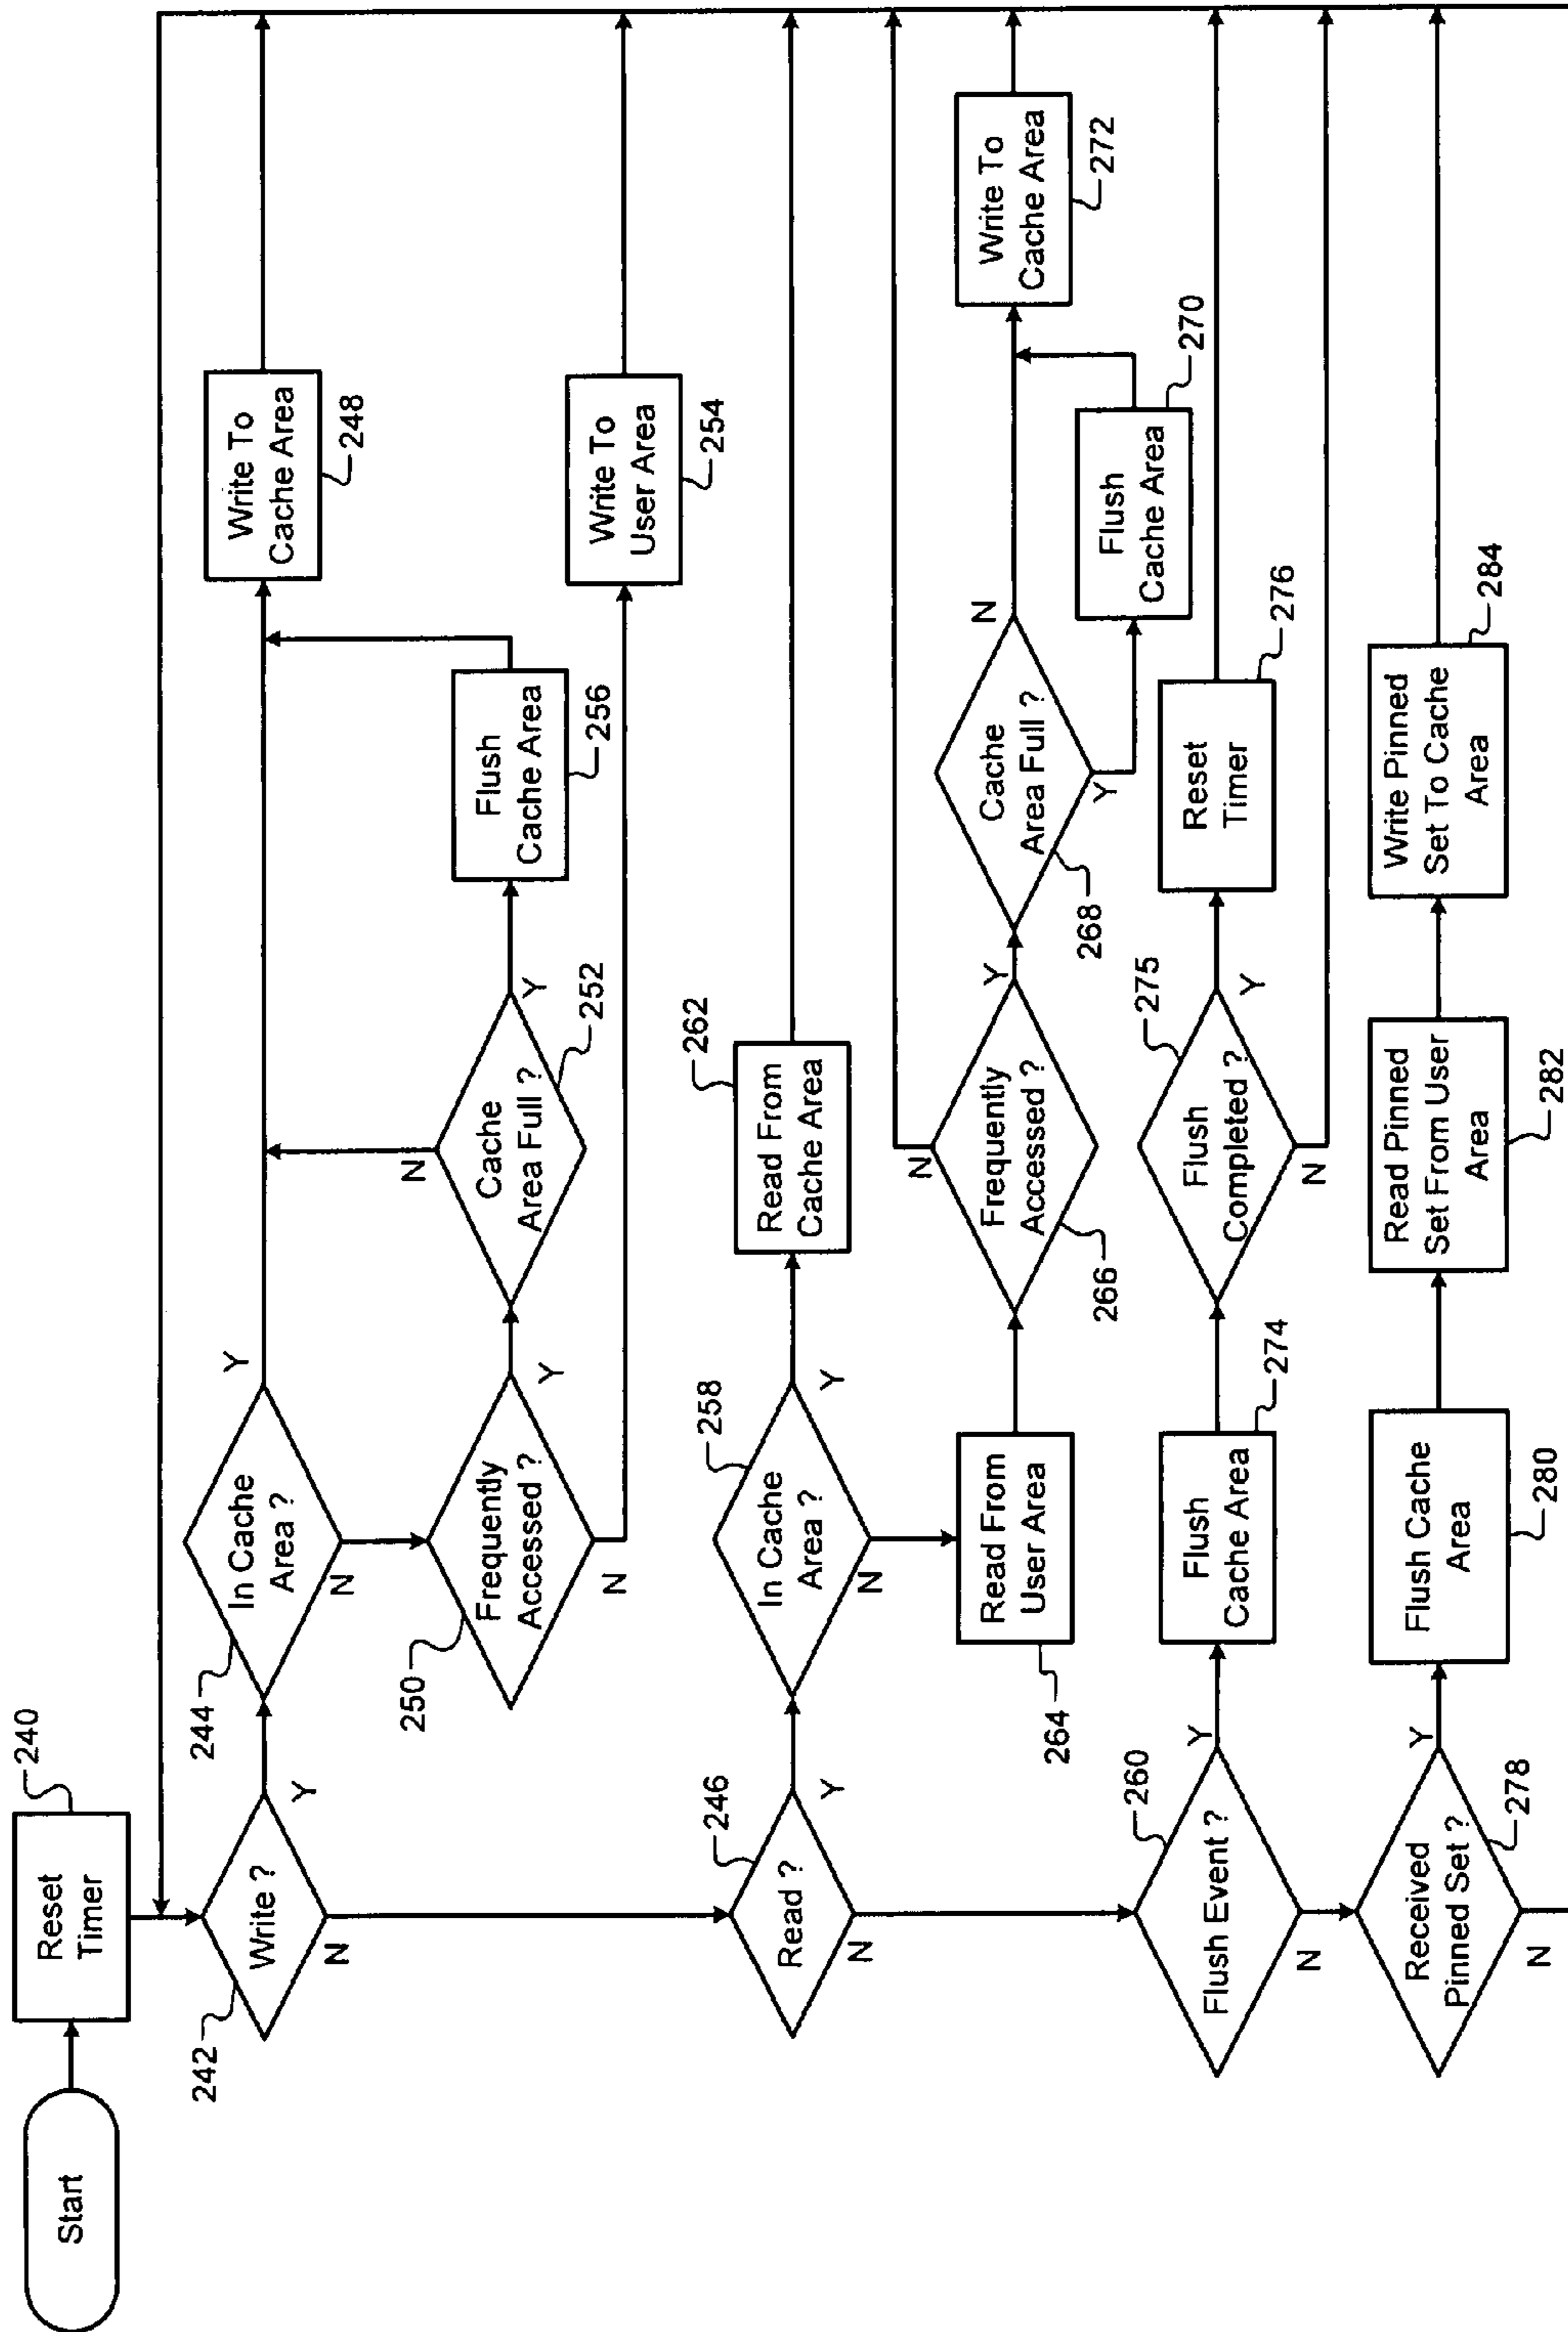 Start
Reset
Timer
240
Write ?
242
Y
N
In Cache
Area ?
244
Y
N
Write To
Cache Area
248
Frequently
Accessed ?
250
Y
N
Cache
Area Full ?
252
N
Y
Flush
Cache Area
256
Write To
User Area
254
Read ?
246
Y
N
In Cache
Area ?
258
Y
N
Read From
Cache Area
262
Read From
User Area
264
Frequently
Accessed ?
266
N
Y
Cache
Area Full ?
268
N
Y
Flush
Cache Area
270
Write To
Cache Area
272
Flush Event ?
260
Y
N
Flush
Cache Area
274
Flush
Completed ?
275
Y
N
Reset
Timer
276
Received
Pinned Set ?
278
Y
N
Flush Cache
Area
280
Read Pinned
Set From User
Area
282
Write Pinned
Set To Cache
Area
284